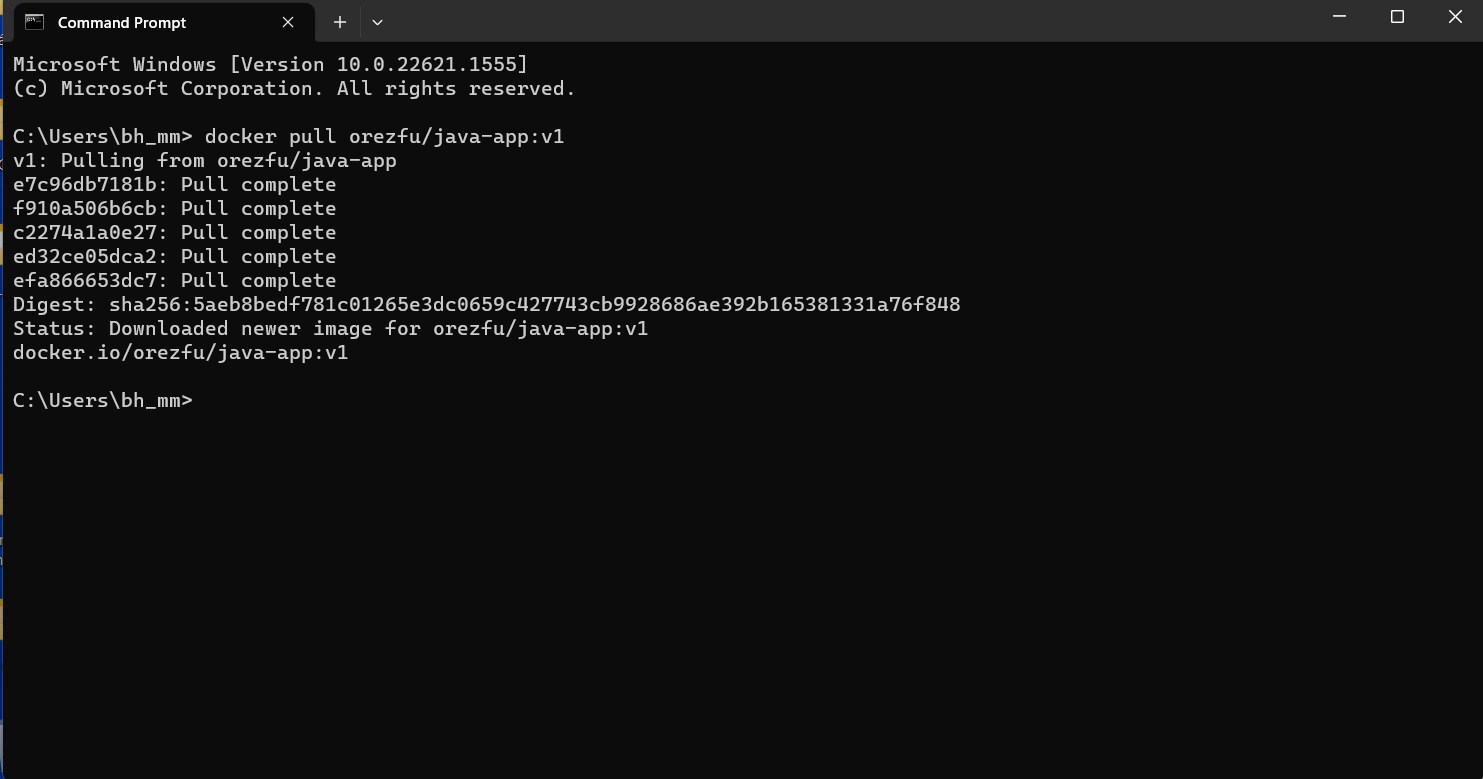 Command Prompt
Microsoft Windows [Version 10.0.22621.1555]
(c) Microsoft Corporation. All rights reserved.
C:\Users\bh_mm> docker pull orezfu/java-app:v1
v1: Pulling from orezfu/java-app
e7c96db7181b: Pull complete
f910a506b6cb: Pull complete
c2274a1a0e27: Pull complete
ed32ce05dca2: Pull complete
efa866653dc7: Pull complete
Digest: sha256:5aeb8bedf781c01265e3dc0659c427743cb9928686ae392b165381331a76f848
Status: Downloaded newer image for orezfu/java-app:v1
docker.io/orezfu/java-app:v1
C:\Users\bh_mm>